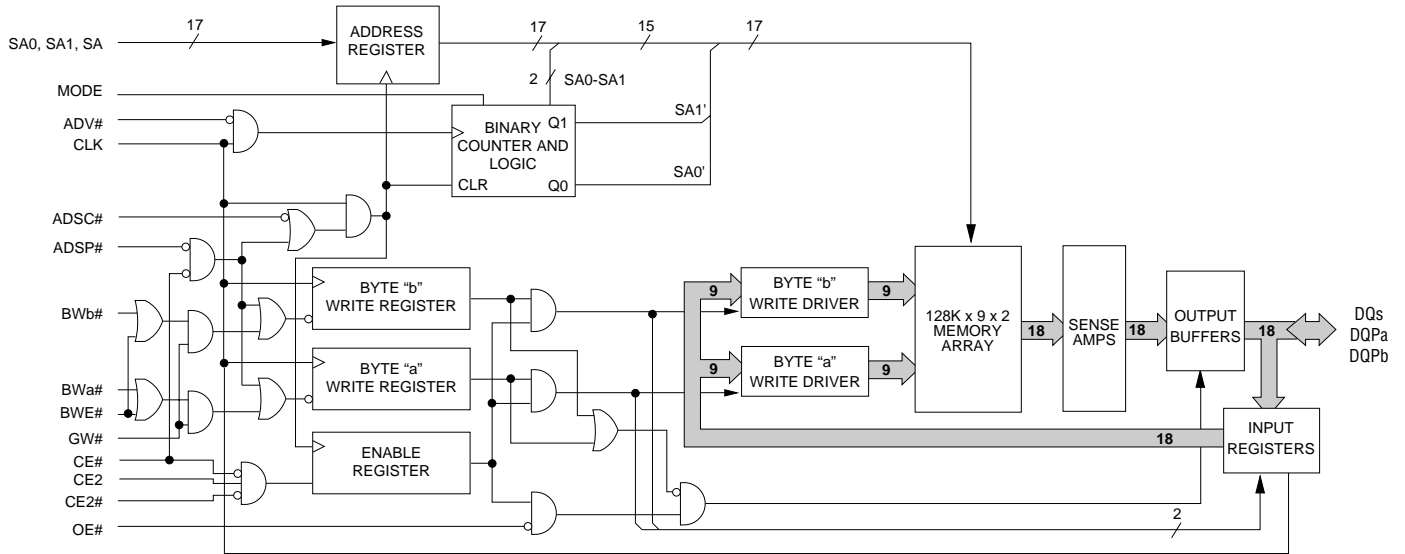 17
ADDRESS
REGISTER
17
15
17
SA0, SA1, SA
2
SA0-SA1
MODE
ADV#
CLK
BINARY
COUNTER AND
LOGIC
Q1
SA1'
CLR
Q0
SA0'
ADSC#
ADSP#
BYTE “b”
WRITE REGISTER
9
BYTE “b”
WRITE DRIVER
9
128K x 9 x 2
MEMORY
ARRAY
18
SENSE
AMPS
18
OUTPUT
BUFFERS
18
DQs
DQPa
DQPb
BWb#
BYTE “a”
WRITE REGISTER
9
BYTE “a”
WRITE DRIVER
9
BWa#
BWE#
GW#
CE#
CE2
CE2#
ENABLE
REGISTER
18
INPUT
REGISTERS
OE#
2